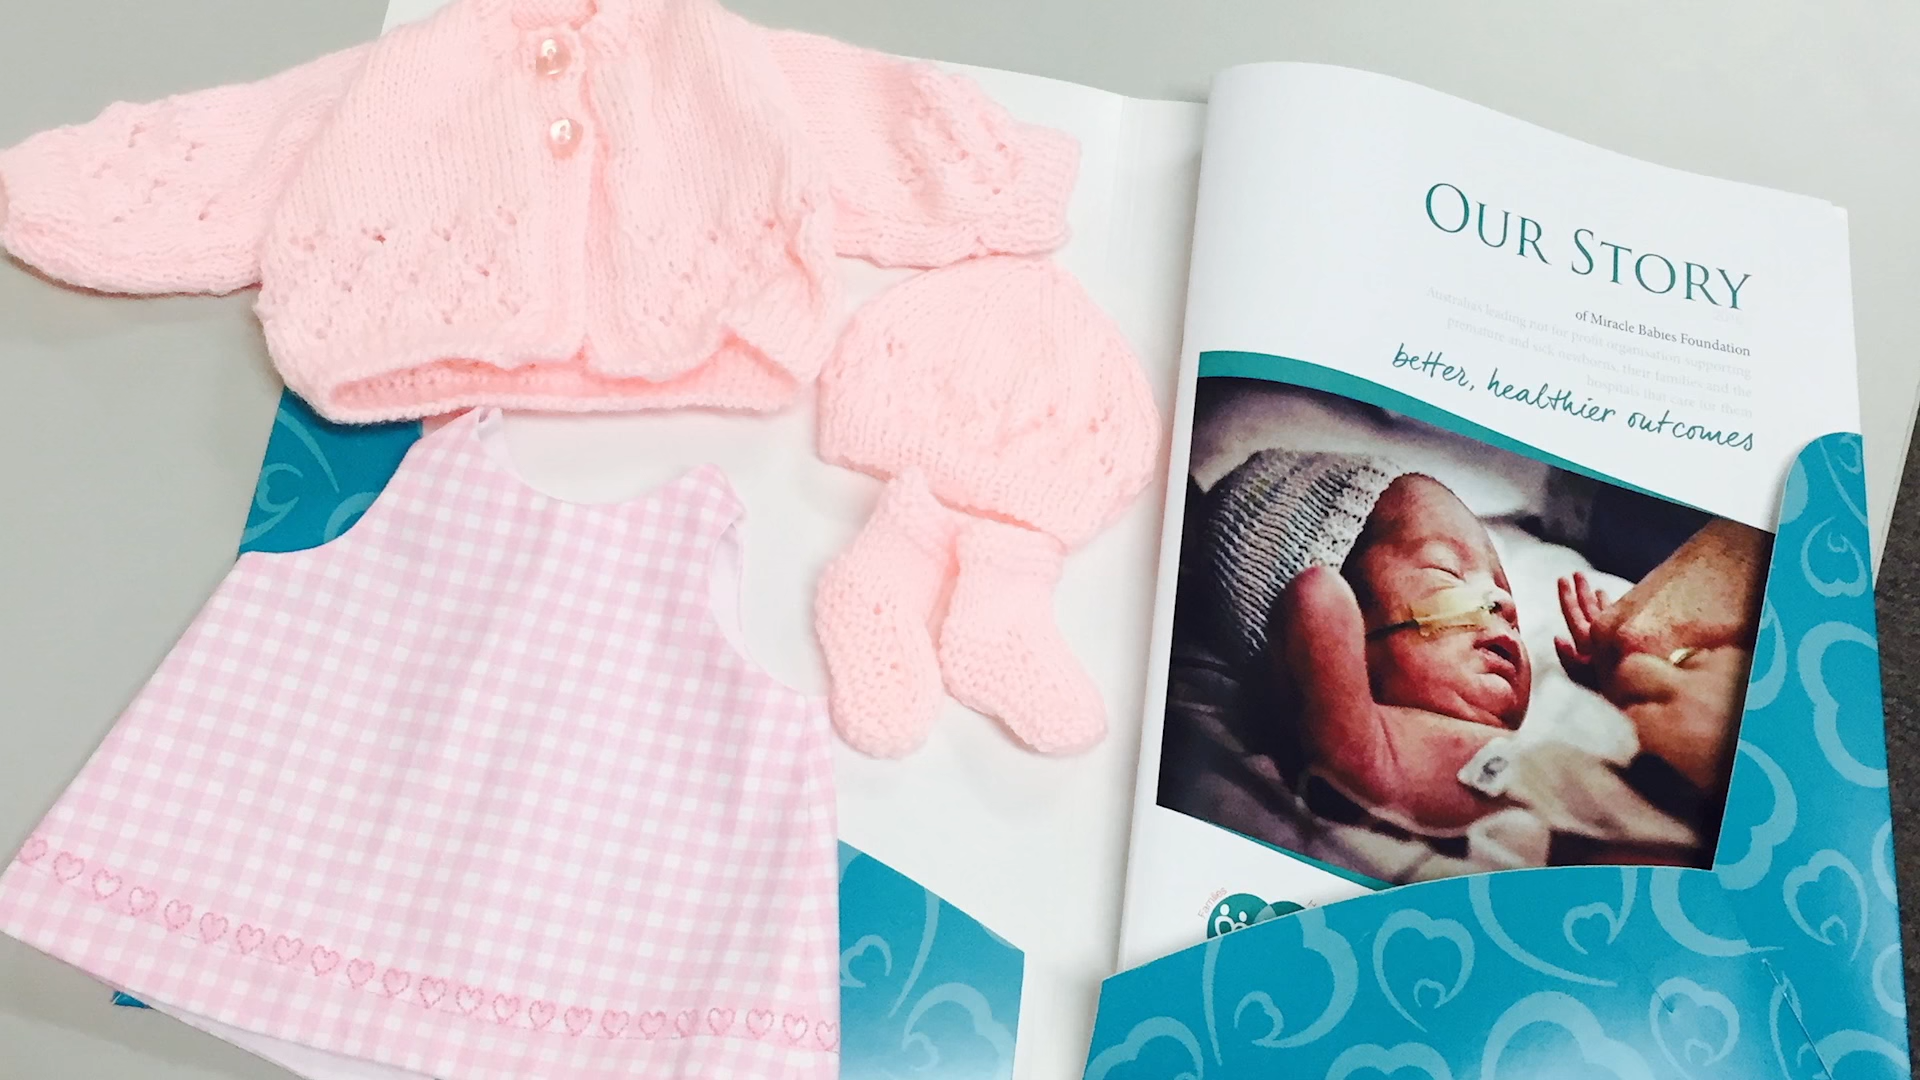 OUR STORY
of Miracle Babies Foundation
Australia's leading not for profit organisation supporting
premature and sick newborns, their families and the
hospitals that care for them
better, healthier outcomes
Families